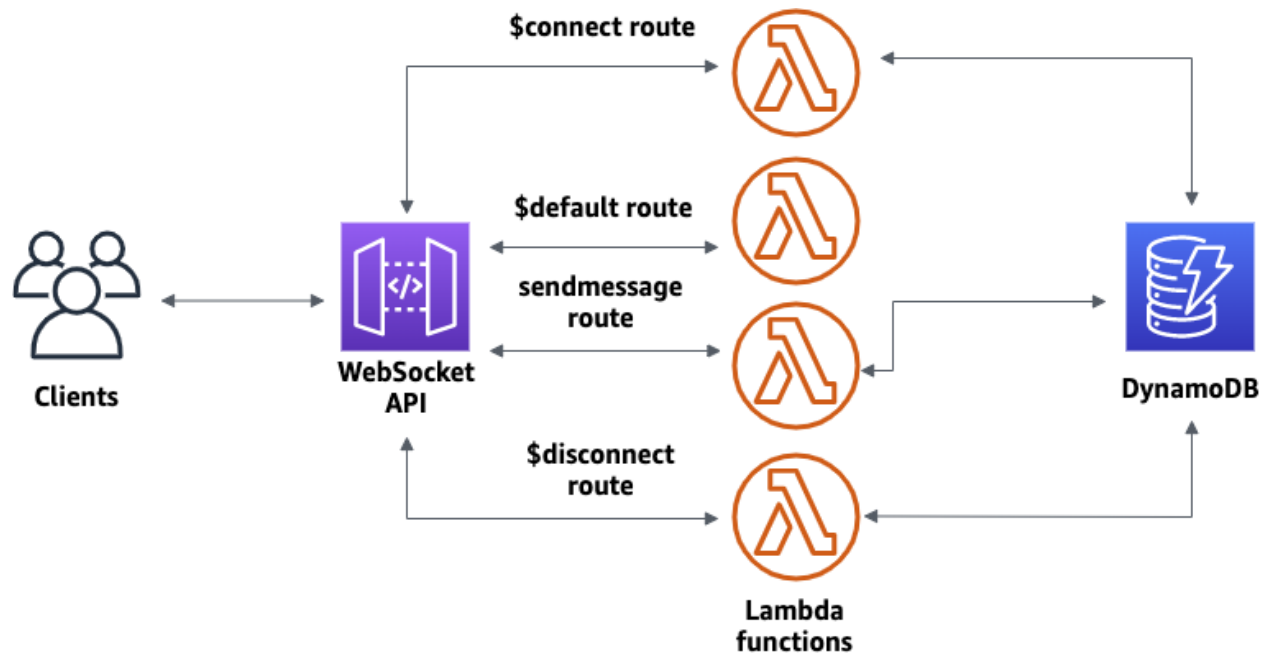 $connect route
$default route
sendmessage
route
</>
WebSocket
API
Clients
DynamoDB
$disconnect
route
Lambda
functions